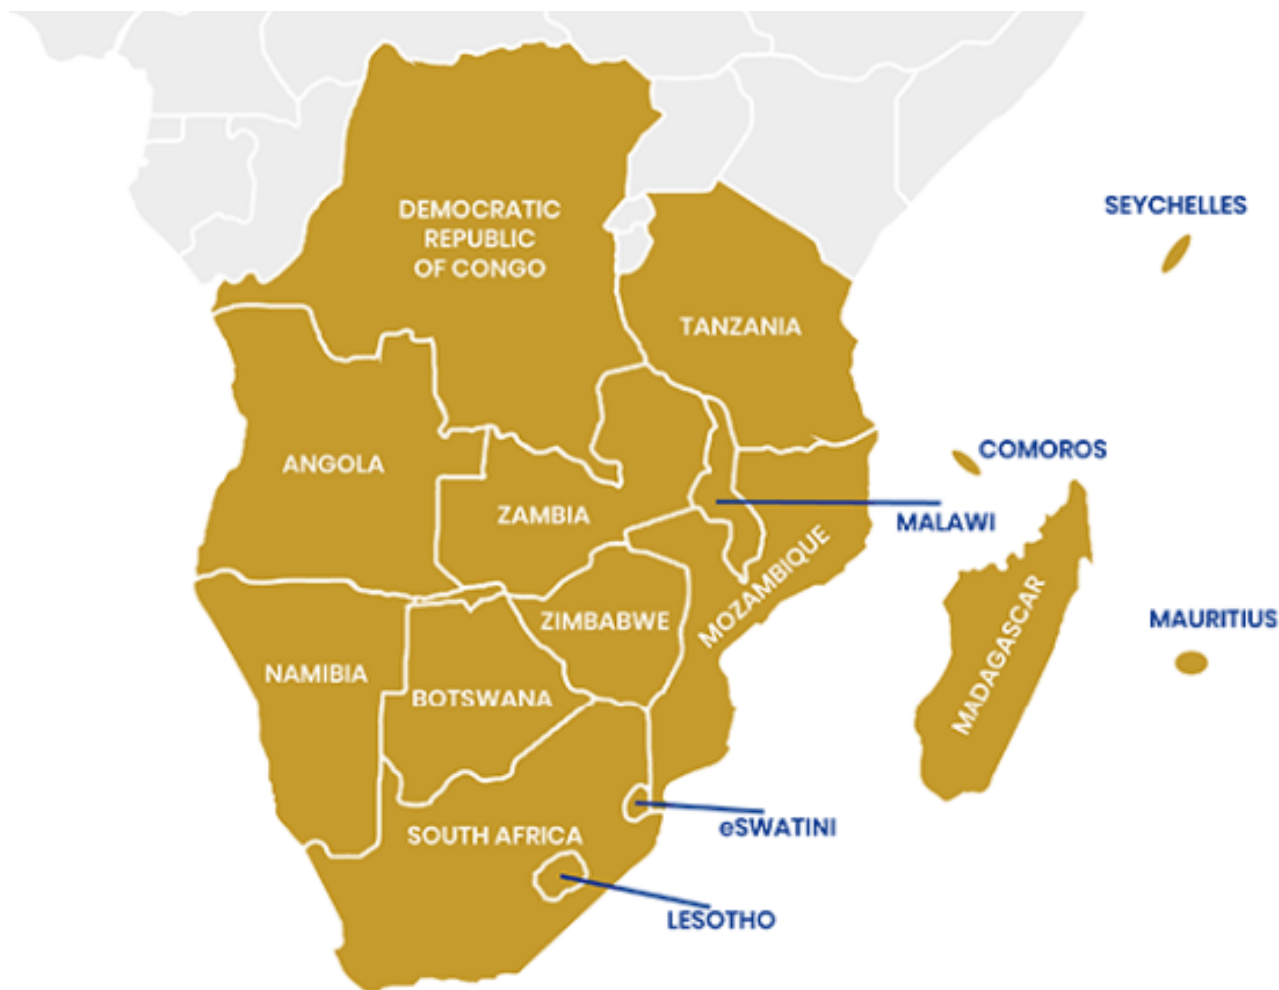 DEMOCRATIC
REPUBLIC
OF CONGO
SEYCHELLES
TANZANIA
ANGOLA
COMOROS
ZAMBIA
MALAWI
MOZAMBIQUE
ZIMBABWE
MADAGASCAR
MAURITIUS
NAMIBIA
BOTSWANA
SOUTH AFRICA
eSWATINI
LESOTHO